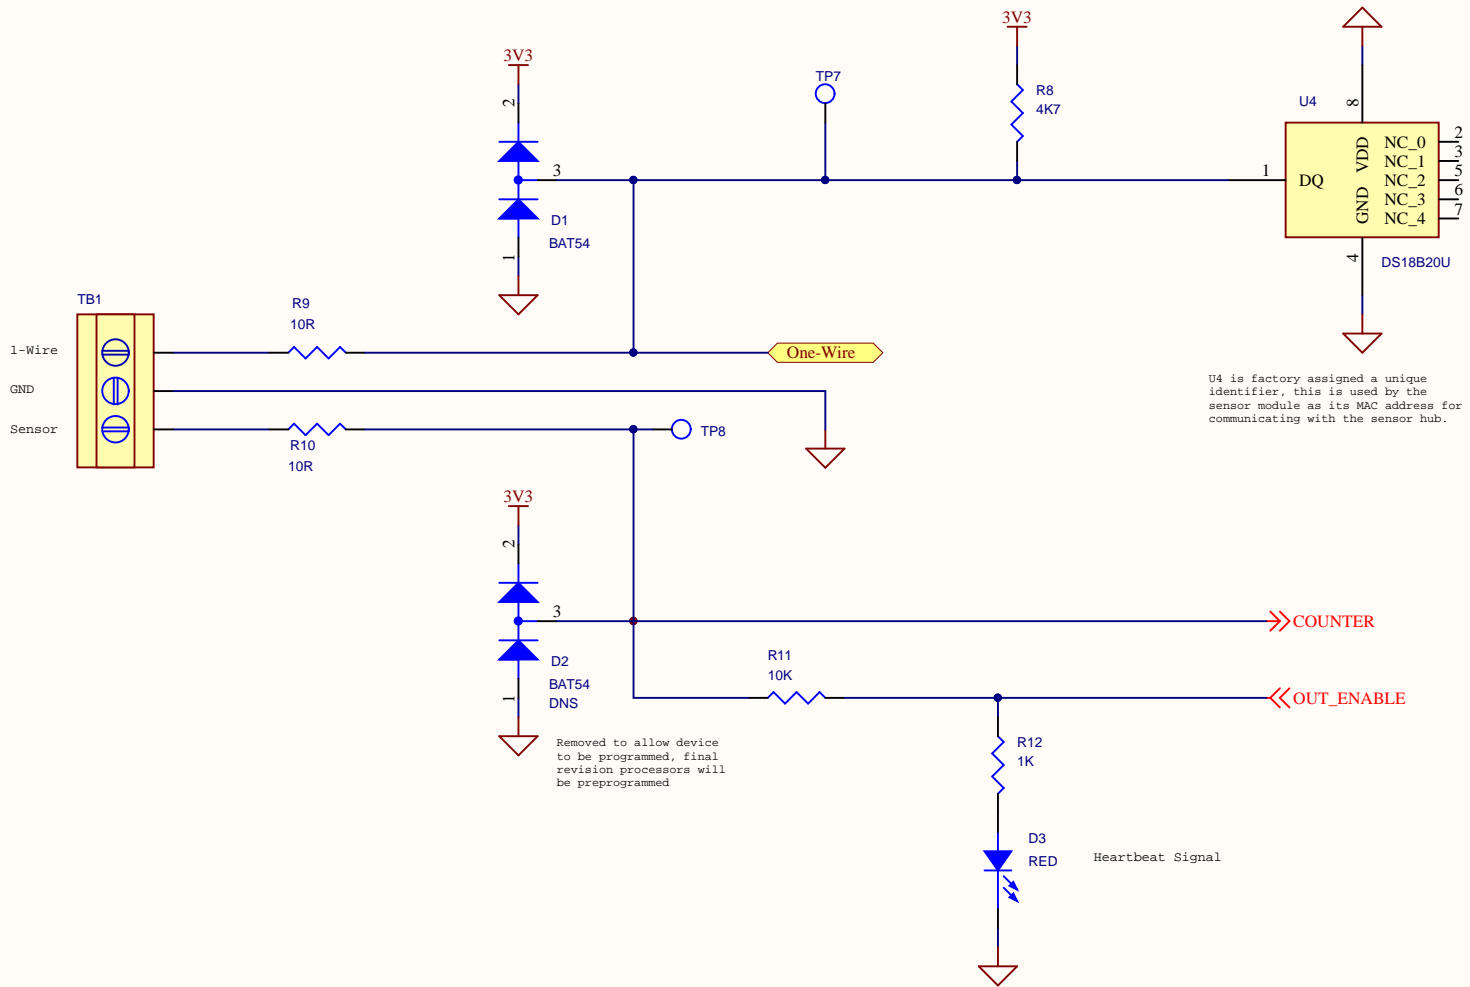 3V3
2
3
D1
BAT54
1
TP7
3V3
R8
4K7
U4
8
1
DQ
VDD
GND
NC_0
NC_1
NC_2
NC_3
NC_4
2
3
5
6
7
4
DS18B20U
U4 is factory assigned a unique
identifier, this is used by the
sensor module as its MAC address for
communicating with the sensor hub.
TB1
1-Wire
GND
Sensor
R9
10R
One-Wire
R10
10R
TP8
3V3
2
3
D2
BAT54
DNS
1
Removed to allow device
to be programmed, final
revision processors will
be preprogrammed
COUNTER
R11
10K
OUT_ENABLE
R12
1K
D3
RED
Heartbeat Signal